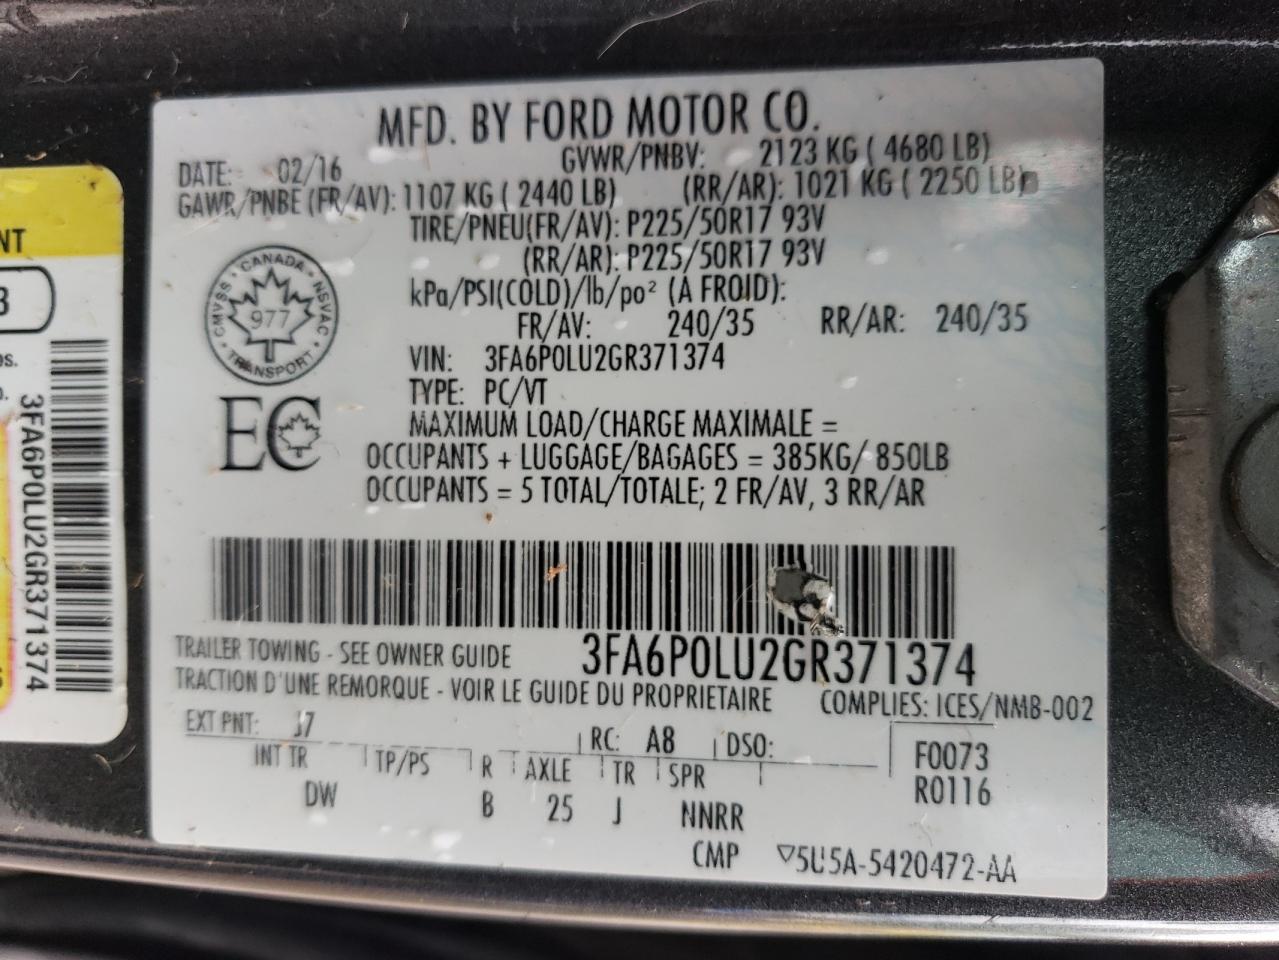 MFD. BY FORD MOTOR CO.
DATE: 02/16 GVWR/PNBV: 2123 KG ( 4680 LB)
GAWR/PNBE (FR/AV): 1107 KG ( 2440 LB) (RR/AR): 1021 KG ( 2250 LB)
TIRE/PNEU(FR/AV): P225/50R17 93V
(RR/AR): P225/50R17 93V
kPa/PSI(COLD)/lb/po² (A FROID):
FR/AV: 240/35 RR/AR: 240/35
VIN: 3FA6P0LU2GR371374
TYPE: PC/VT
MAXIMUM LOAD/CHARGE MAXIMALE =
OCCUPANTS + LUGGAGE/BAGAGES = 385KG/ 850LB
OCCUPANTS = 5 TOTAL/TOTALE; 2 FR/AV, 3 RR/AR
CANADA
CMVSS NSVAC
977
TRANSPORT
EC
3FA6P0LU2GR371374
TRAILER TOWING - SEE OWNER GUIDE
TRACTION D'UNE REMORQUE - VOIR LE GUIDE DU PROPRIETAIRE
COMPLIES: ICES/NMB-002
EXT PNT: J7 RC: A8 DSO:
INT TR TP/PS R AXLE TR SPR
DW B 25 J NNRR
CMP
F0073
R0116
▽5U5A-5420472-AA
3FA6P0LU2GR371374